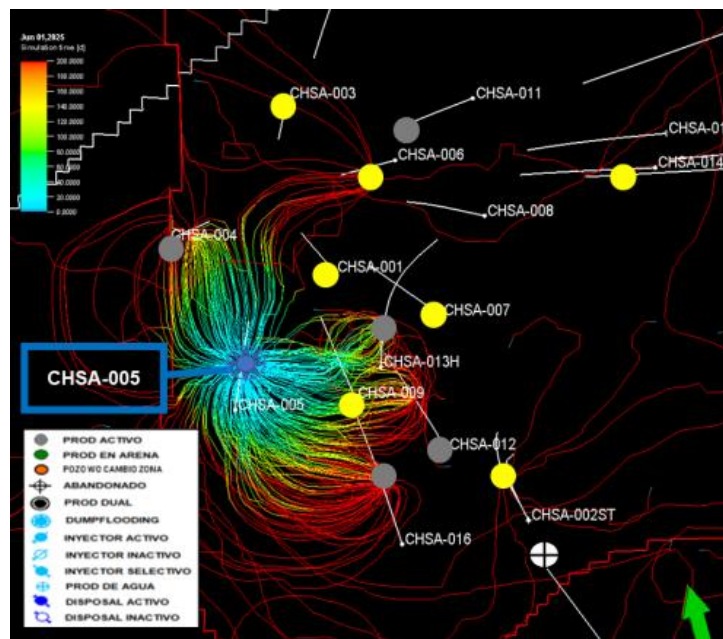 Jun 01,2025
Simulation time [d]
200.0000
180.0000
160.0000
140.0000
120.0000
100.0000
80.0000
60.0000
40.0000
20.0000
0.0000
CHSA-003
CHSA-011
CHSA-01
CHSA-006
CHSA-014
CHSA-008
CHSA-004
CHSA-001
CHSA-007
CHSA-013H
CHSA-005
CHSA-009
CHSA-005
CHSA-012
CHSA-002ST
CHSA-016
PROD ACTIVO
PROD EN ARENA
POZO WO CAMBIO ZONA
ABANDONADO
PROD DUAL
DUMPFLOODING
INYECTOR ACTIVO
INYECTOR INACTIVO
INYECTOR SELECTIVO
PROD DE AGUA
DISPOSAL ACTIVO
DISPOSAL INACTIVO